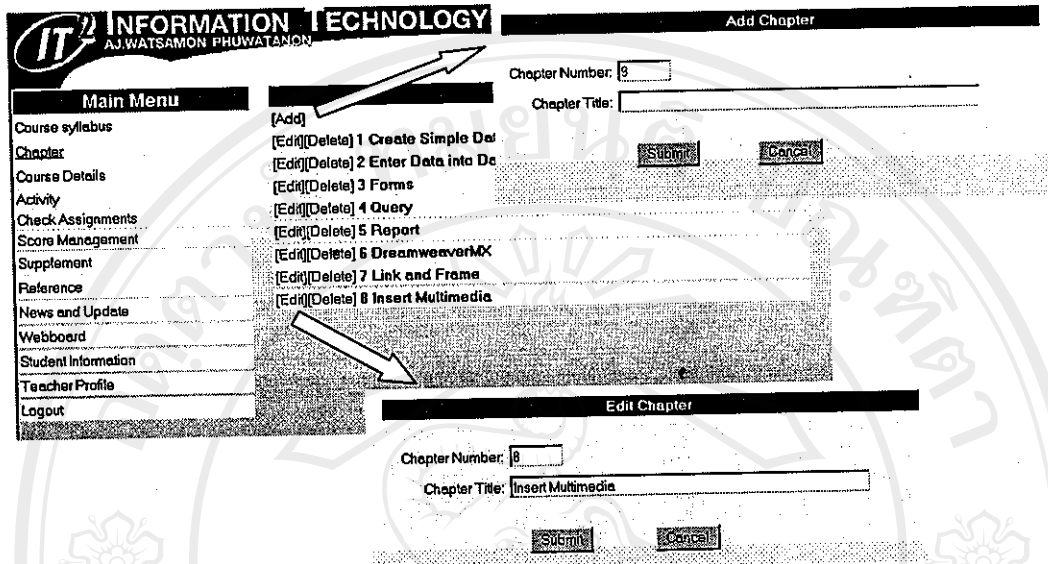 IT2 INFORMATION TECHNOLOGY
AJ.WATSAMON PHUWATANON
Main Menu
Course syllabus
Chapter
Course Details
Activity
Check Assignments
Score Management
Supplement
Reference
News and Update
Webboard
Student Information
Teacher Profile
Logout
[Add]
[Edit][Delete] 1 Create Simple Dat
[Edit][Delete] 2 Enter Data into Da
[Edit][Delete] 3 Forms
[Edit][Delete] 4 Query
[Edit][Delete] 5 Report
[Edit][Delete] 6 DreamweaverMX
[Edit][Delete] 7 Link and Frame
[Edit][Delete] 8 Insert Multimedia
Add Chapter
Chapter Number: 9
Chapter Title:
Submit Cancel
Edit Chapter
Chapter Number: 8
Chapter Title: Insert Multimedia
Submit Cancel